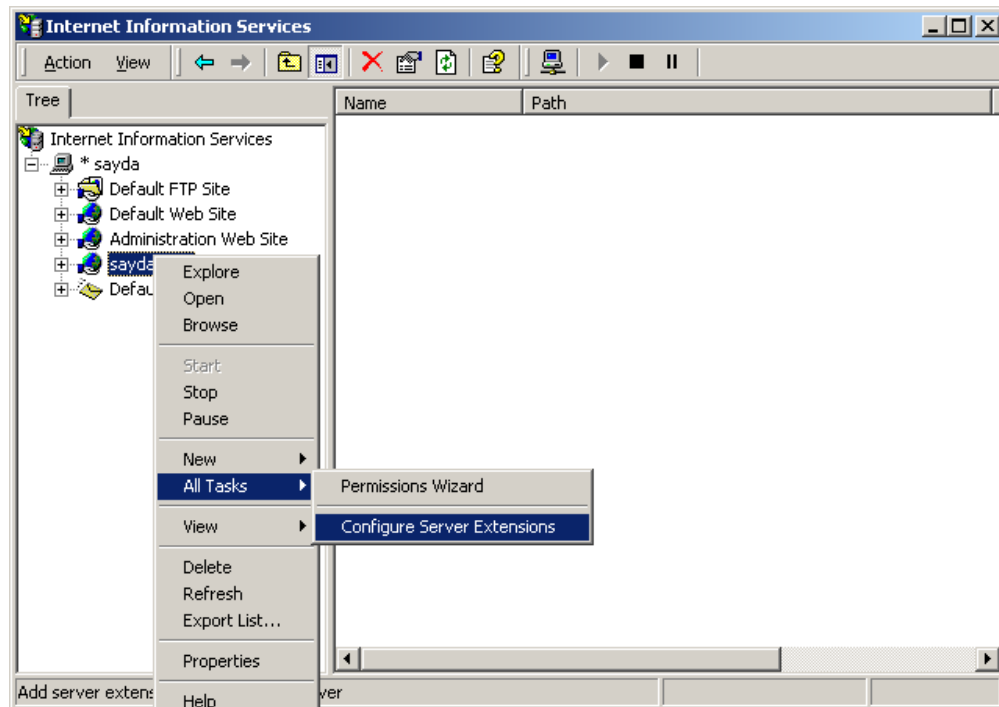 Internet Information Services
Action View
Tree
Name Path
Internet Information Services
* sayda
Default FTP Site
Default Web Site
Administration Web Site
sayda
Defau
Explore
Open
Browse
Start
Stop
Pause
New
All Tasks
View
Delete
Refresh
Export List...
Properties
Help
Permissions Wizard
Configure Server Extensions
Add server extens
ver